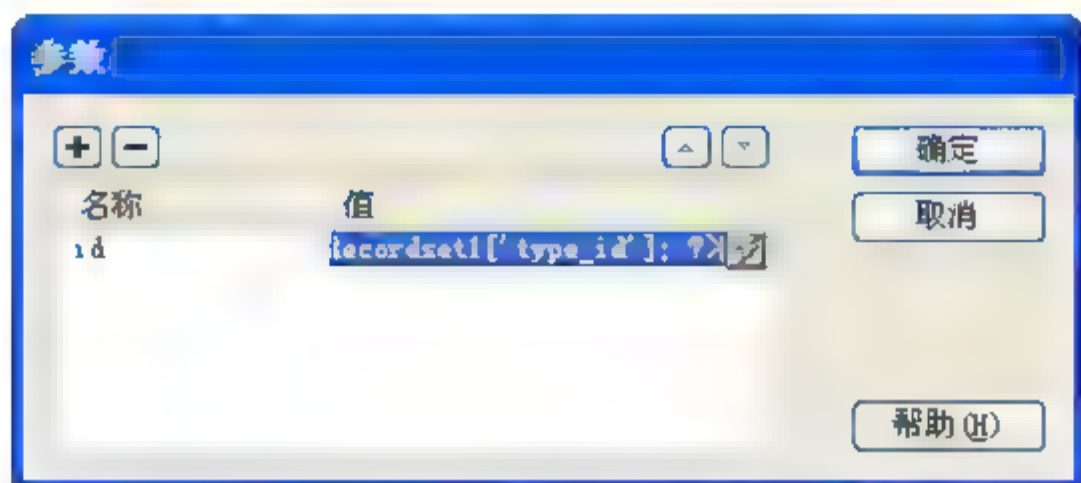 参数
确定
名称 值 取消
id Recordset1['type_id']; ?>
帮助(H)